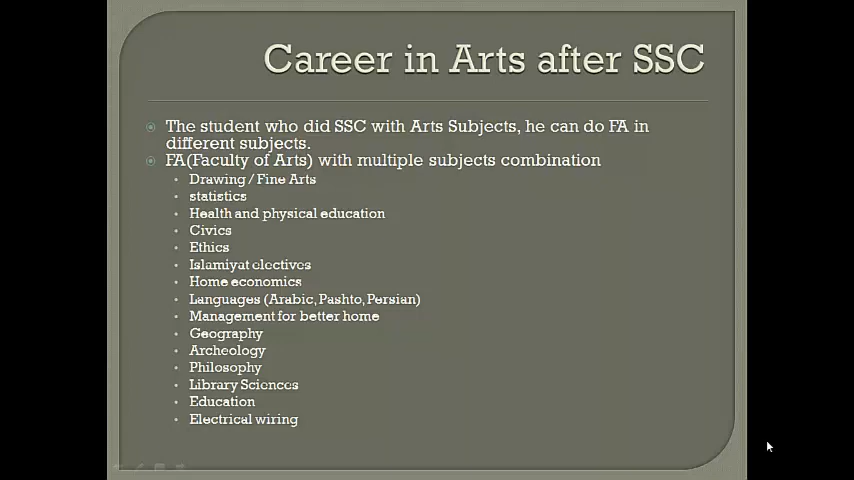 Career in Arts after SSC
The student who did SSC with Arts Subjects, he can do FA in
different subjects.
FA(Faculty of Arts) with multiple subjects combination
Drawing / Fine Arts
statistics
Health and physical education
Civics
Ethics
Islamiyat electives
Home economics
Languages (Arabic, Pashto, Persian)
Management for better home
Geography
Archeology
Philosophy
Library Sciences
Education
Electrical wiring